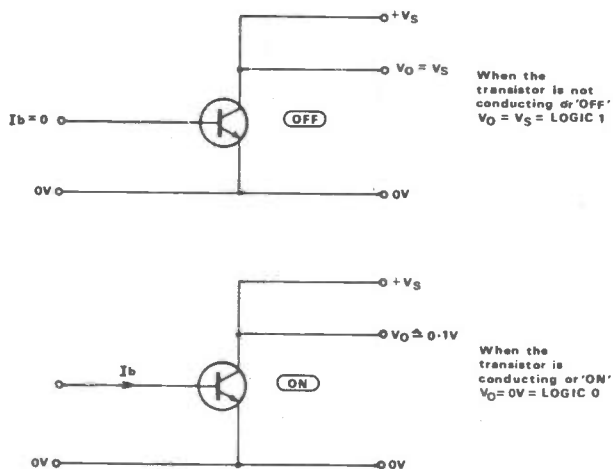 +VS
VO = VS
Ib = 0
OFF
When the
transistor is not
conducting or 'OFF'
VO = VS = LOGIC 1
0V
0V
+VS
VO ≏ 0·1V
Ib
ON
When the
transistor is
conducting or 'ON'
VO = 0V = LOGIC 0
0V
0V